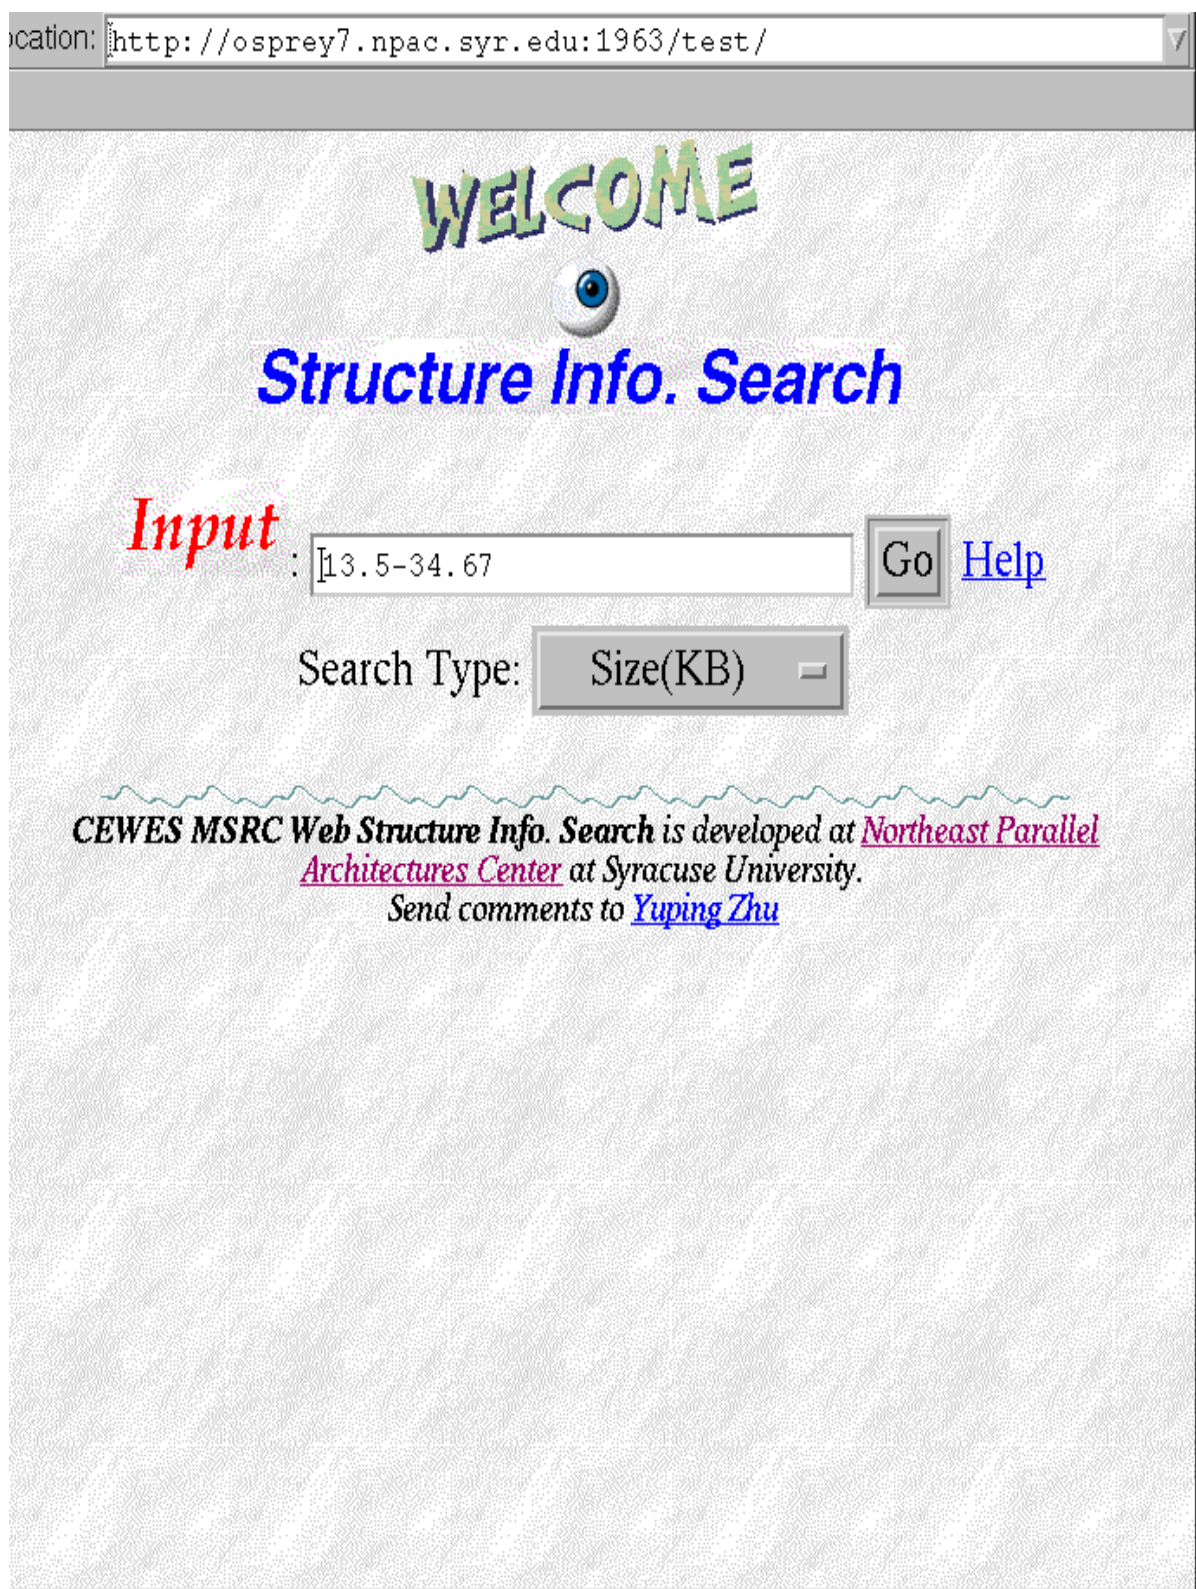 ocation: http://osprey7.npac.syr.edu:1963/test/
WELCOME
Structure Info. Search
Input : 13.5-34.67 Go Help
Search Type: Size(KB)
CEWES MSRC Web Structure Info. Search is developed at Northeast Parallel
Architectures Center at Syracuse University.
Send comments to Yuping Zhu